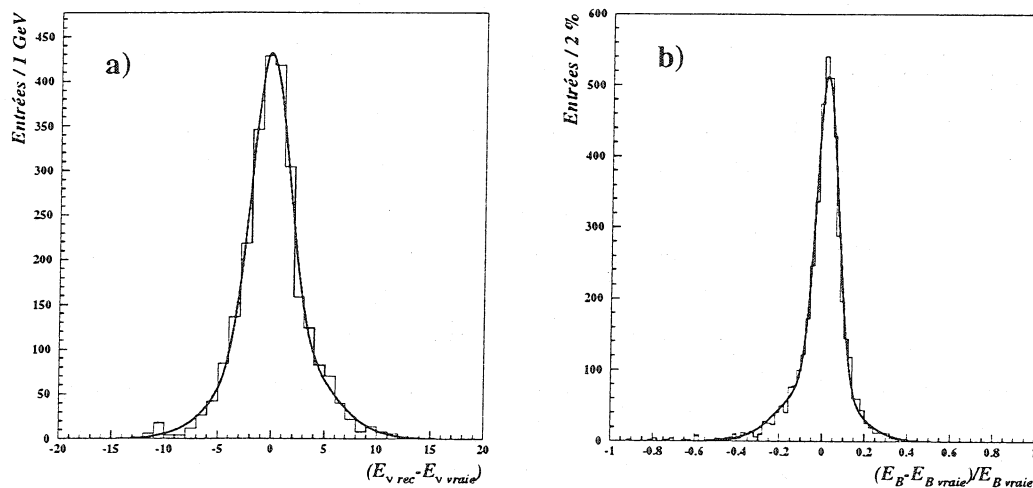 a)
Entrées / 1 GeV
450
400
350
300
250
200
150
100
50
0
-20 -15 -10 -5 0 5 10 15 20
(E_ν rec-E_ν vraie)
b)
Entrées / 2 %
600
500
400
300
200
100
0
-1 -0.8 -0.6 -0.4 -0.2 0 0.2 0.4 0.6 0.8
(E_B-E_B vraie)/E_B vraie